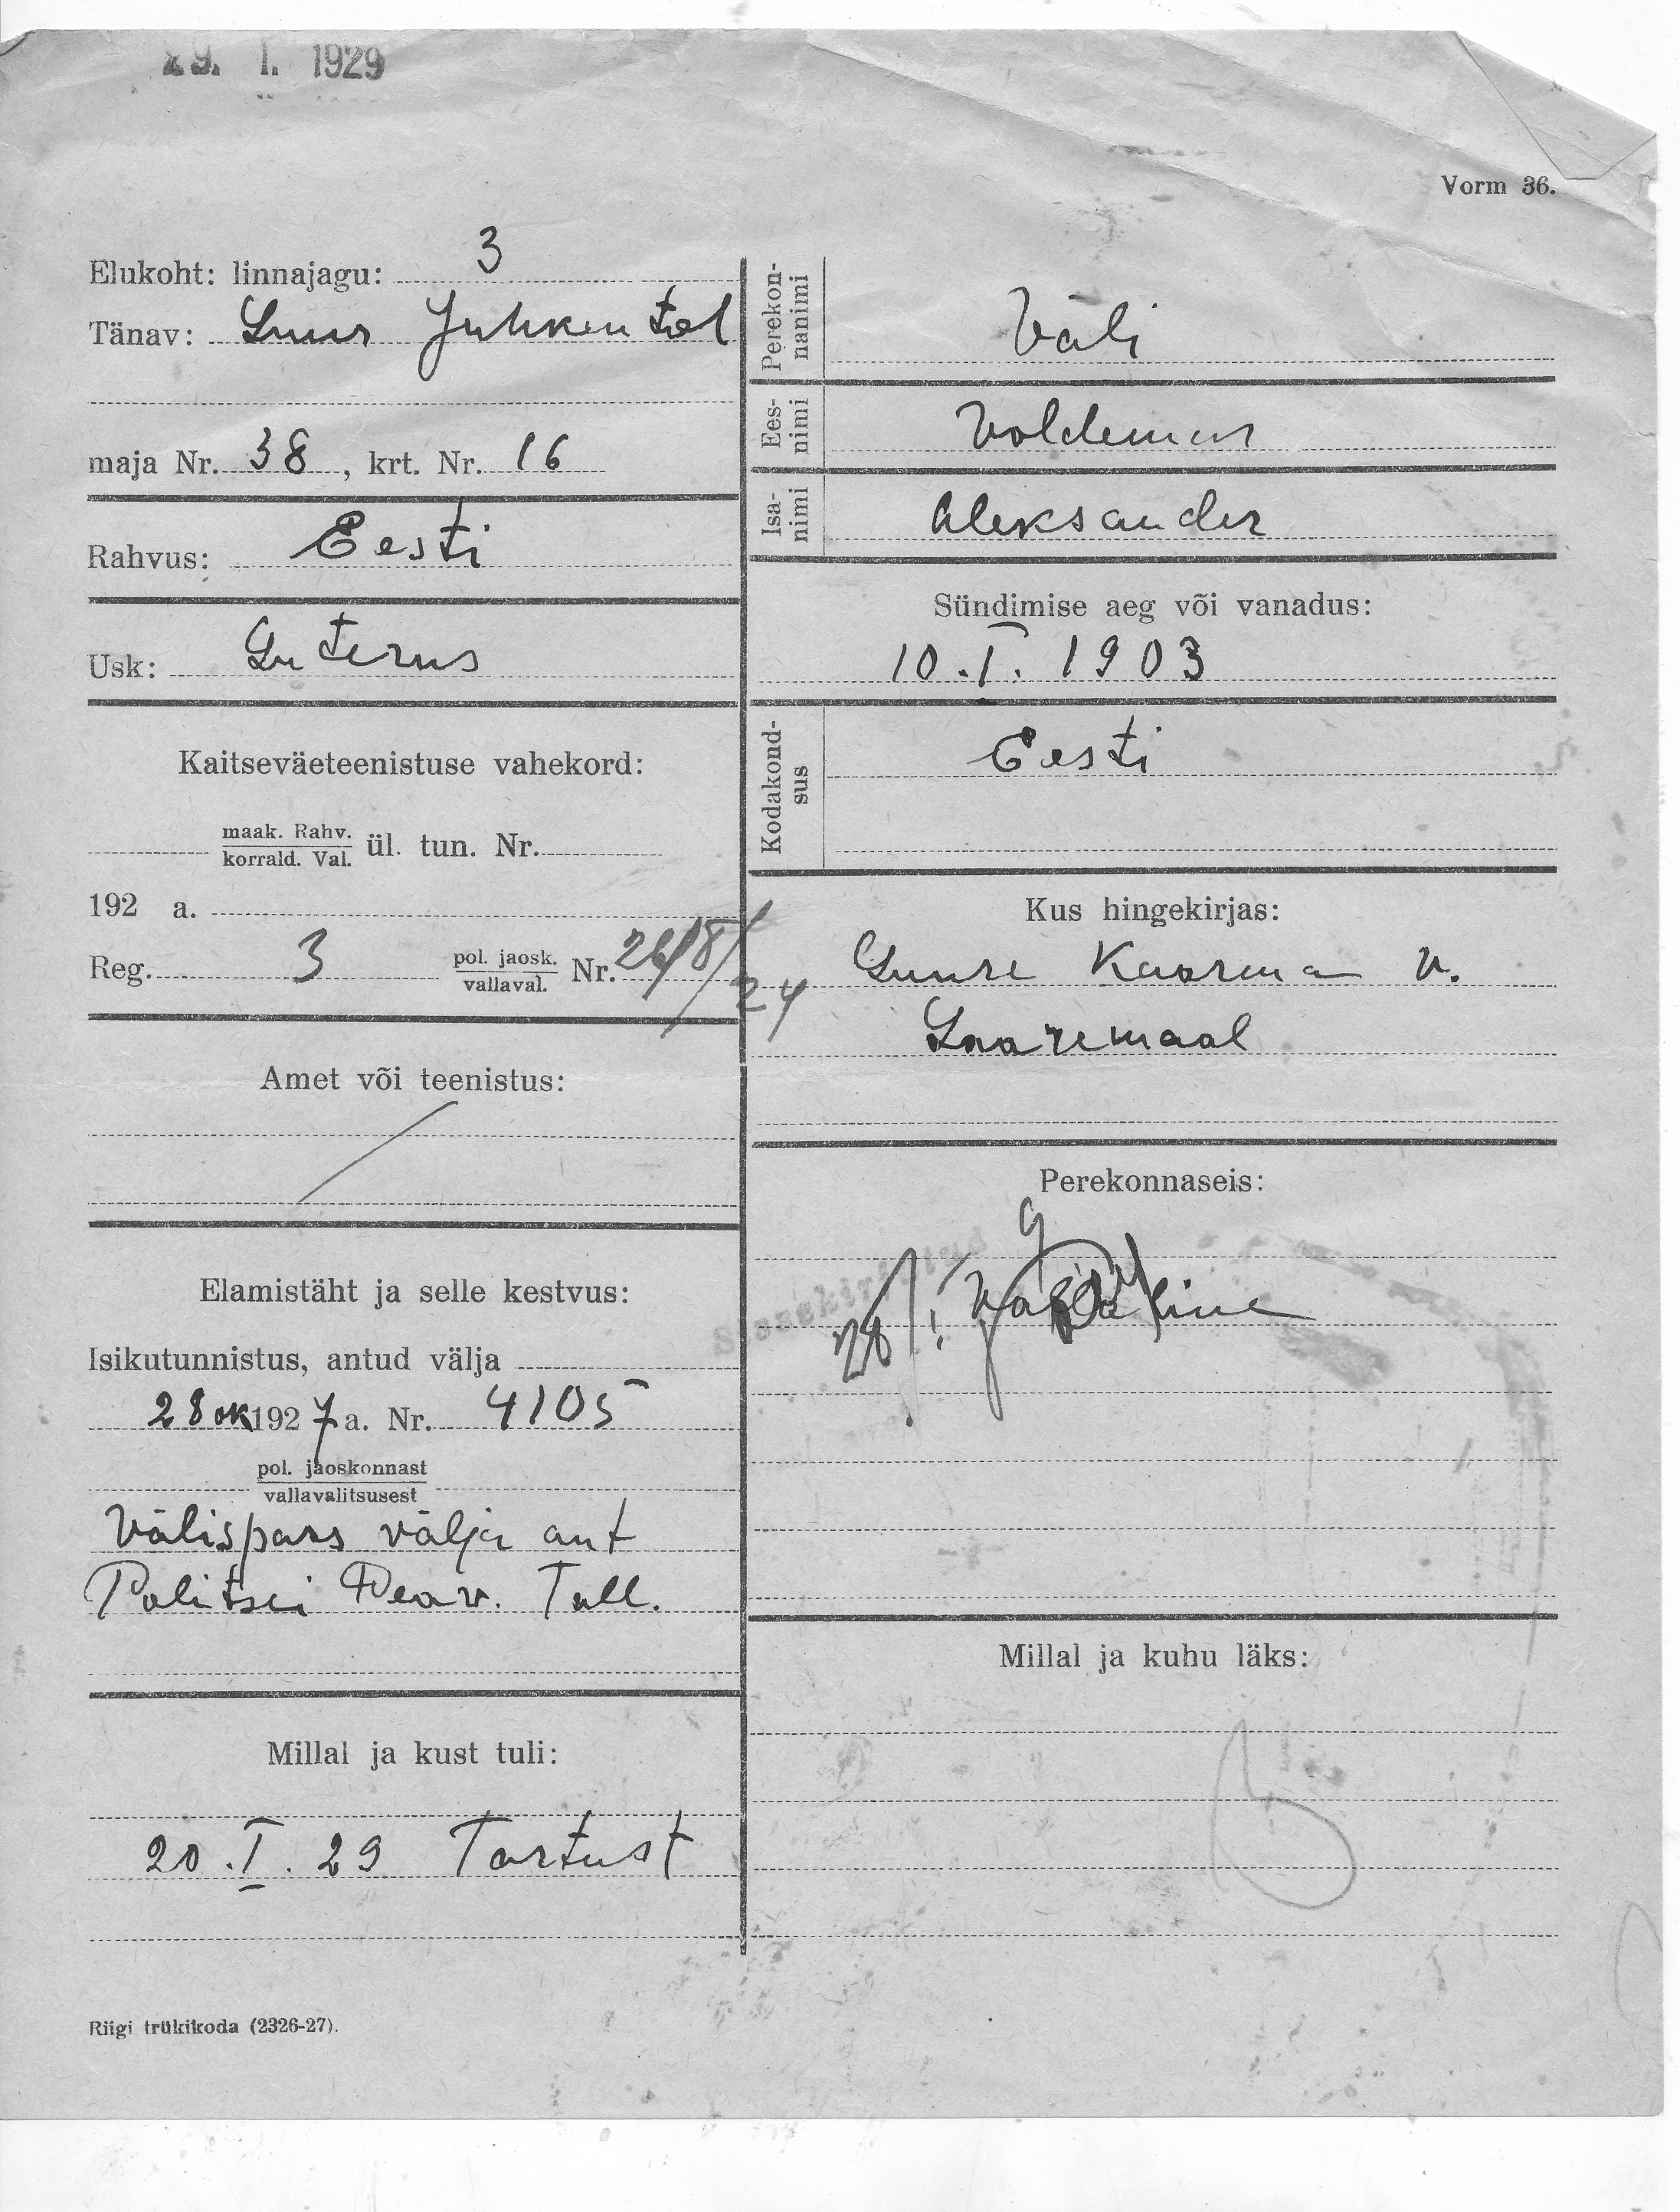 29. I. 1929
Vorm 36.
Elukoht: linnajagu: 3
Tänav: Suur Juhkental
maja Nr. 38, krt. Nr. 16
Rahvus: Eesti
Usk: Luterus
Kaitseväeteenistuse vahekord:
maak. Rahv.
korrald. Val. ül. tun. Nr.
192 a.
Reg. 3 pol. jaosk.
vallaval. Nr. 2618/24
Amet või teenistus:
Elamistäht ja selle kestvus:
Isikutunnistus, antud välja
28 ok 1927 a. Nr. 4105
pol. jaoskonnast
vallavalitsusest
Välispass välja ant
Politsei Peav. Tall.
Millal ja kust tuli:
20.I.29 Tartust
Riigi trükikoda (2326-27).
Perekonnanimi
Väli
Eesnimi
Voldemar
Isanimi
Aleksander
Sündimise aeg või vanadus:
10.I.1903
Kodakondsus
Eesti
Kus hingekirjas:
Suure Kaarma v.
Saaremaal
Perekonnaseis:
Vallaline
Millal ja kuhu läks: